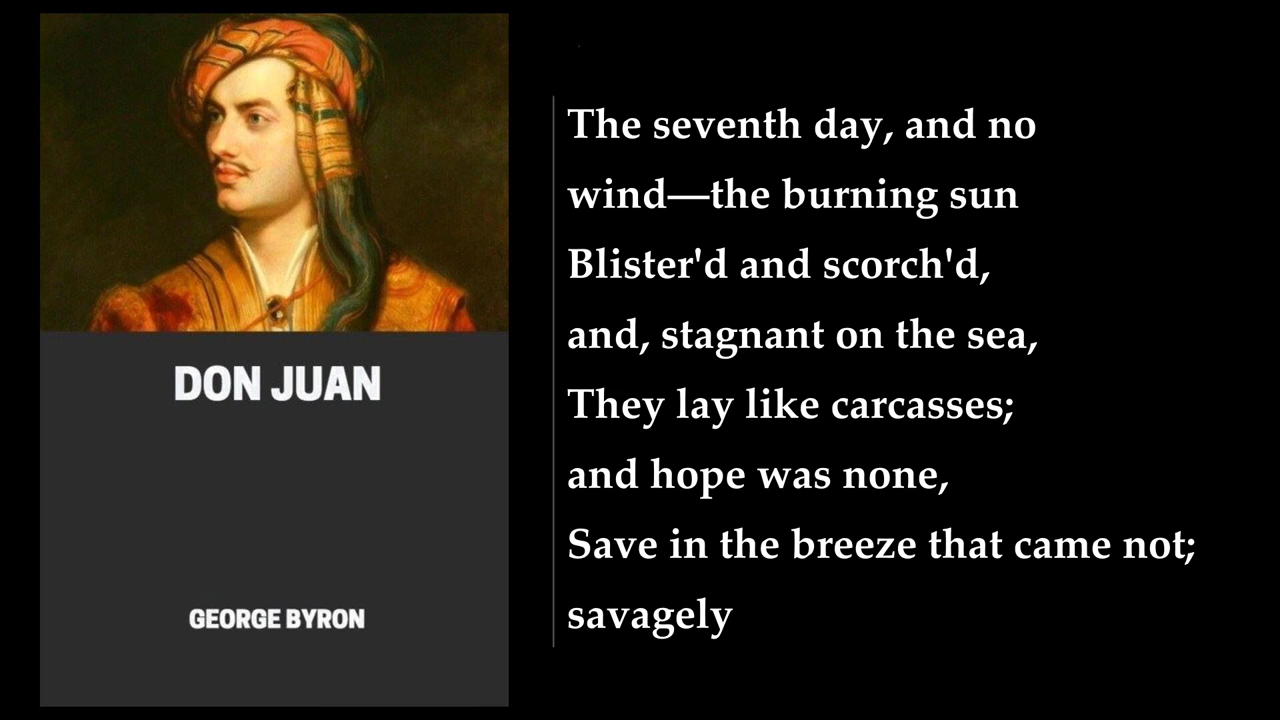 DON JUAN
GEORGE BYRON
The seventh day, and no
wind—the burning sun
Blister'd and scorch'd,
and, stagnant on the sea,
They lay like carcasses;
and hope was none,
Save in the breeze that came not;
savagely